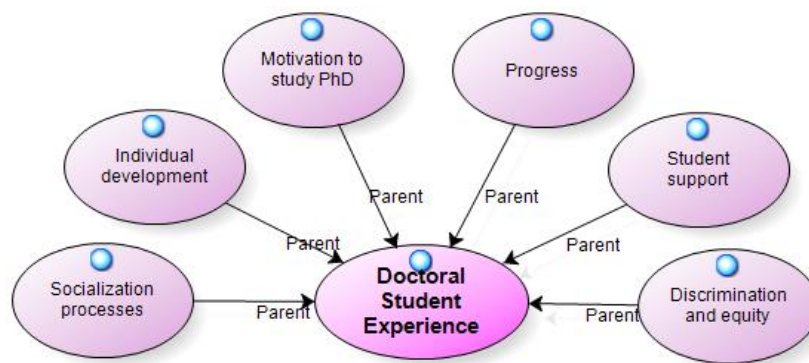 Motivation to
study PhD
Progress
Individual
development
Student
support
Parent
Parent
Parent
Parent
Socialization
processes
Parent
Doctoral
Student
Experience
Parent
Discrimination
and equity